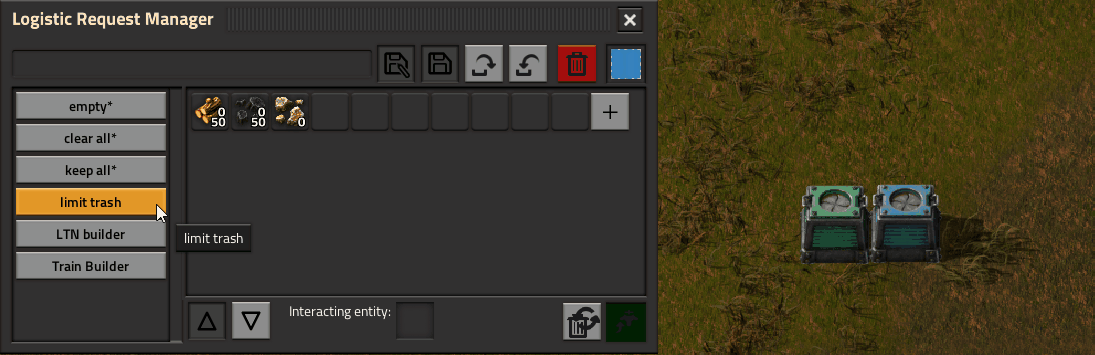 Logistic Request Manager
empty*
clear all*
keep all*
limit trash
LTN builder
Train Builder
0
50
0
50
0
+
limit trash
Interacting entity: